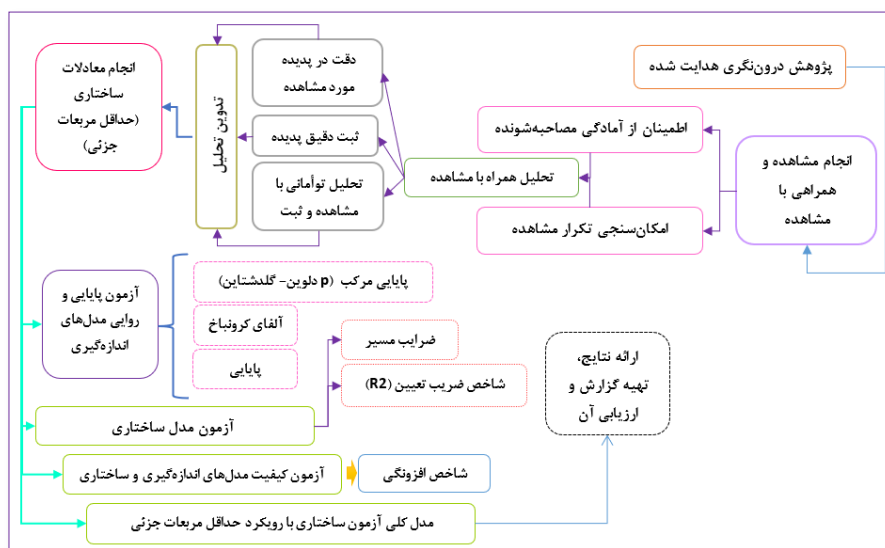 پژوهش درون‌نگری هدایت شده
انجام مشاهده و
همراهی با
مشاهده
اطمینان از آمادگی مصاحبه‌شونده
امکان‌سنجی تکرار مشاهده
تحلیل همراه با مشاهده
دقت در پدیده
مورد مشاهده
ثبت دقیق پدیده
تحلیل توأمانی با
مشاهده و ثبت
تدوین تحلیل
انجام معادلات
ساختاری
(حداقل مربعات
جزئی)
آزمون پایایی و
روایی مدل‌های
اندازه‌گیری
پایایی مرکب (p دلوین- گلدشتاین)
آلفای کرونباخ
پایایی
آزمون مدل ساختاری
ضرایب مسیر
شاخص ضریب تعیین (R2)
آزمون کیفیت مدل‌های اندازه‌گیری و ساختاری
شاخص افزونگی
مدل کلی آزمون ساختاری با رویکرد حداقل مربعات جزئی
ارائه نتایج،
تهیه گزارش و
ارزیابی آن